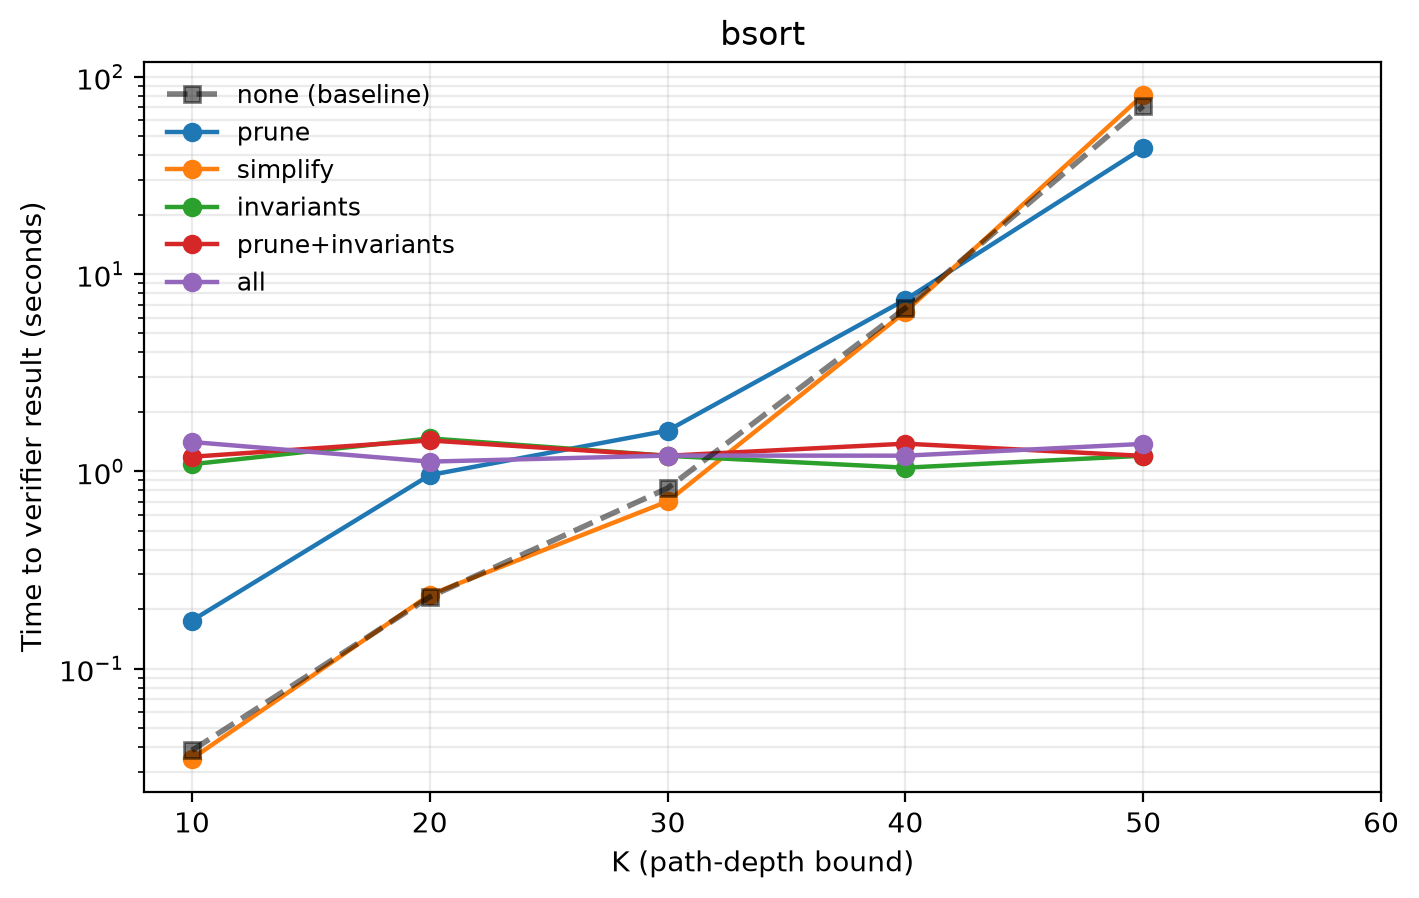 bsort
10²
10¹
10⁰
10⁻¹
Time to verifier result (seconds)
none (baseline)
prune
simplify
invariants
prune+invariants
all
10 20 30 40 50 60
K (path-depth bound)